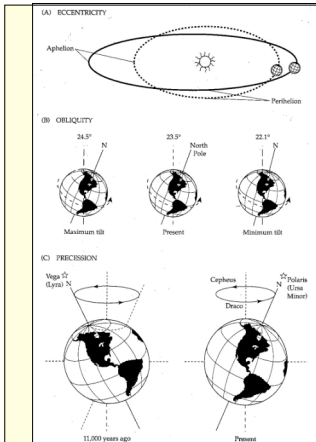 (A) ECCENTRICITY
Aphelion
Perihelion
(B) OBLIQUITY
24.5° 23.5° 22.1°
N North N
Pole
Maximum tilt Present Minimum tilt
(C) PRECESSION
Vega N
(Lyra)
Cepheus N Polaris
(Ursa
Draco Minor)
11,000 years ago Present